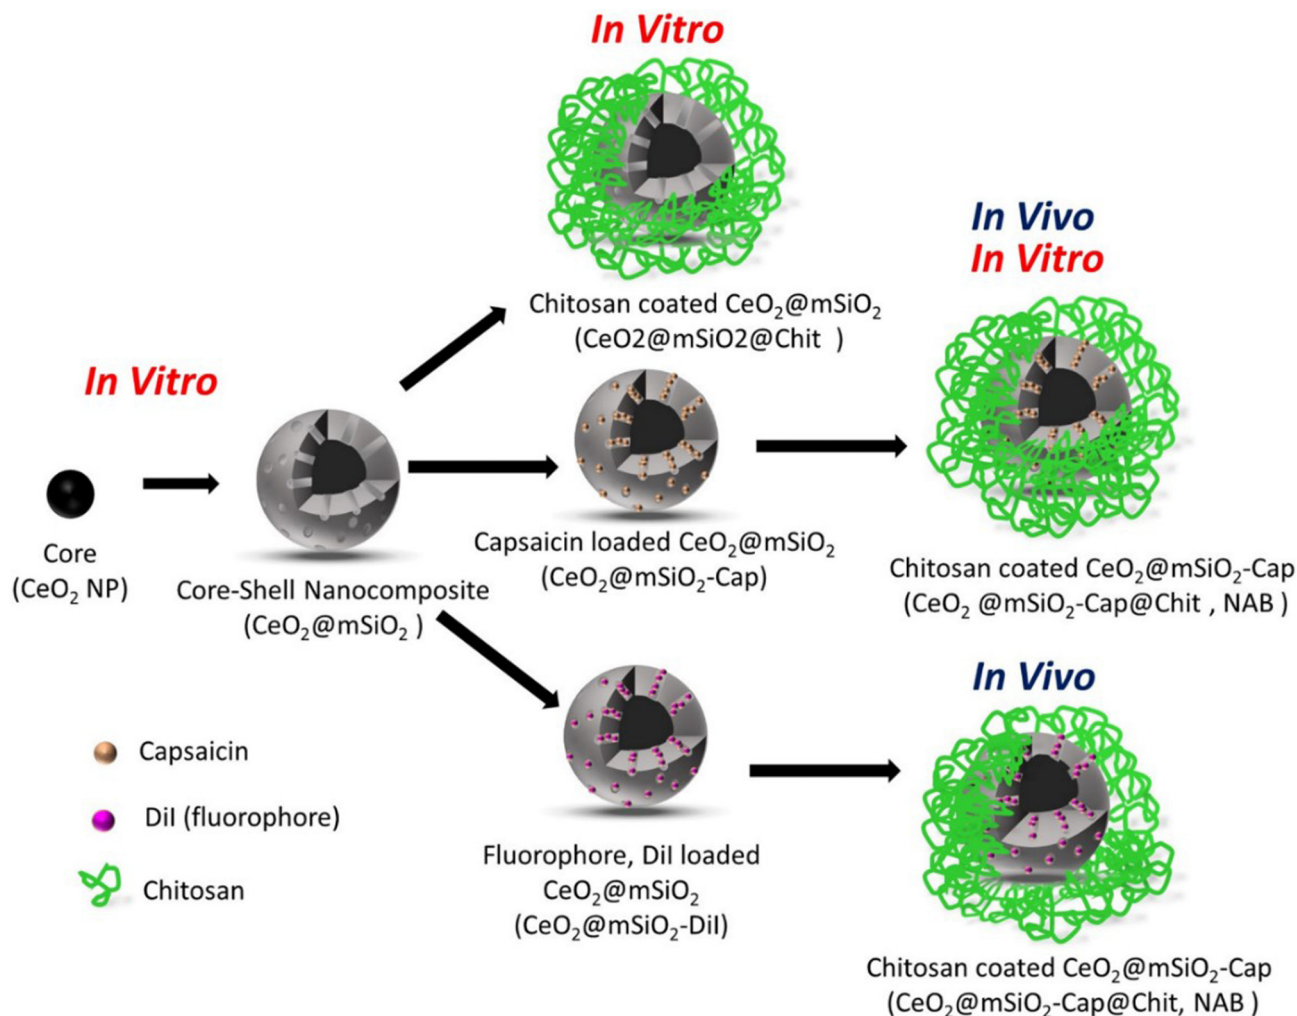 In Vitro
Chitosan coated CeO₂@mSiO₂
(CeO2@mSiO2@Chit )
In Vivo
In Vitro
In Vitro
Core
(CeO₂ NP)
Core-Shell Nanocomposite
(CeO₂@mSiO₂ )
Capsaicin loaded CeO₂@mSiO₂
(CeO₂@mSiO₂-Cap)
Chitosan coated CeO₂@mSiO₂-Cap
(CeO₂ @mSiO₂-Cap@Chit , NAB )
In Vivo
Capsaicin
DiI (fluorophore)
Chitosan
Fluorophore, DiI loaded
CeO₂@mSiO₂
(CeO₂@mSiO₂-DiI)
Chitosan coated CeO₂@mSiO₂-Cap
(CeO₂@mSiO₂-Cap@Chit, NAB )